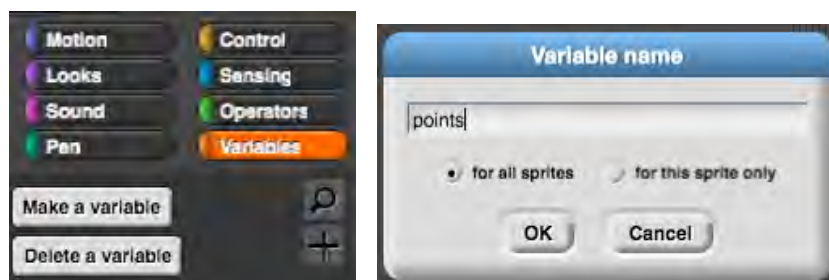 Motion Control
Looks Sensing
Sound Operators
Pen Variables
Make a variable
Delete a variable
Variable name
points
for all sprites for this sprite only
OK Cancel